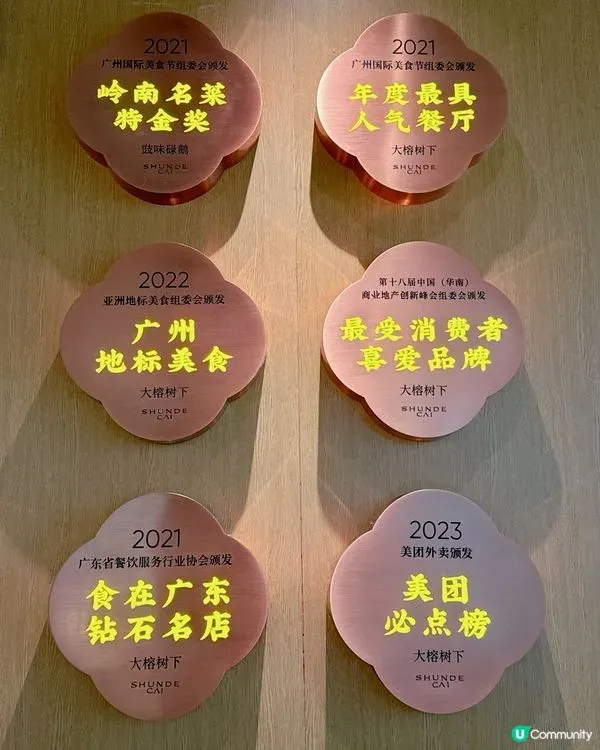 2021
广州国际美食节组委会颁发
岭南名菜
特金奖
豉味碌鹅
SHUNDE
CAI
2021
广州国际美食节组委会颁发
年度最具
人气餐厅
大榕树下
SHUNDE
CAI
2022
亚洲地标美食组委会颁发
广州
地标美食
大榕树下
SHUNDE
CAI
第十八届中国(华南)
商业地产创新峰会组委会颁发
最受消费者
喜爱品牌
大榕树下
SHUNDE
CAI
2021
广东省餐饮服务行业协会颁发
食在广东
钻石名店
大榕树下
SHUNDE
CAI
2023
美团外卖颁发
美团
必点榜
大榕树下
SHUNDE
CAI
U Community